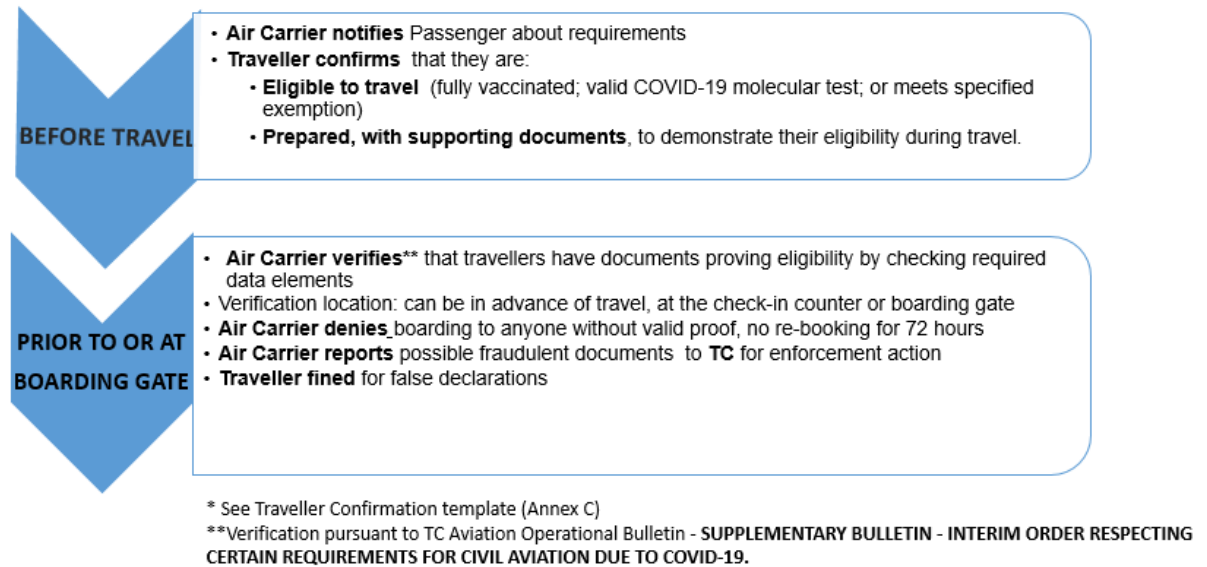 BEFORE TRAVEL
• Air Carrier notifies Passenger about requirements
• Traveller confirms that they are:
• Eligible to travel (fully vaccinated; valid COVID-19 molecular test; or meets specified
exemption)
• Prepared, with supporting documents, to demonstrate their eligibility during travel.
PRIOR TO OR AT
BOARDING GATE
• Air Carrier verifies** that travellers have documents proving eligibility by checking required
data elements
• Verification location: can be in advance of travel, at the check-in counter or boarding gate
• Air Carrier denies boarding to anyone without valid proof, no re-booking for 72 hours
• Air Carrier reports possible fraudulent documents to TC for enforcement action
• Traveller fined for false declarations
* See Traveller Confirmation template (Annex C)
**Verification pursuant to TC Aviation Operational Bulletin - SUPPLEMENTARY BULLETIN - INTERIM ORDER RESPECTING
CERTAIN REQUIREMENTS FOR CIVIL AVIATION DUE TO COVID-19.